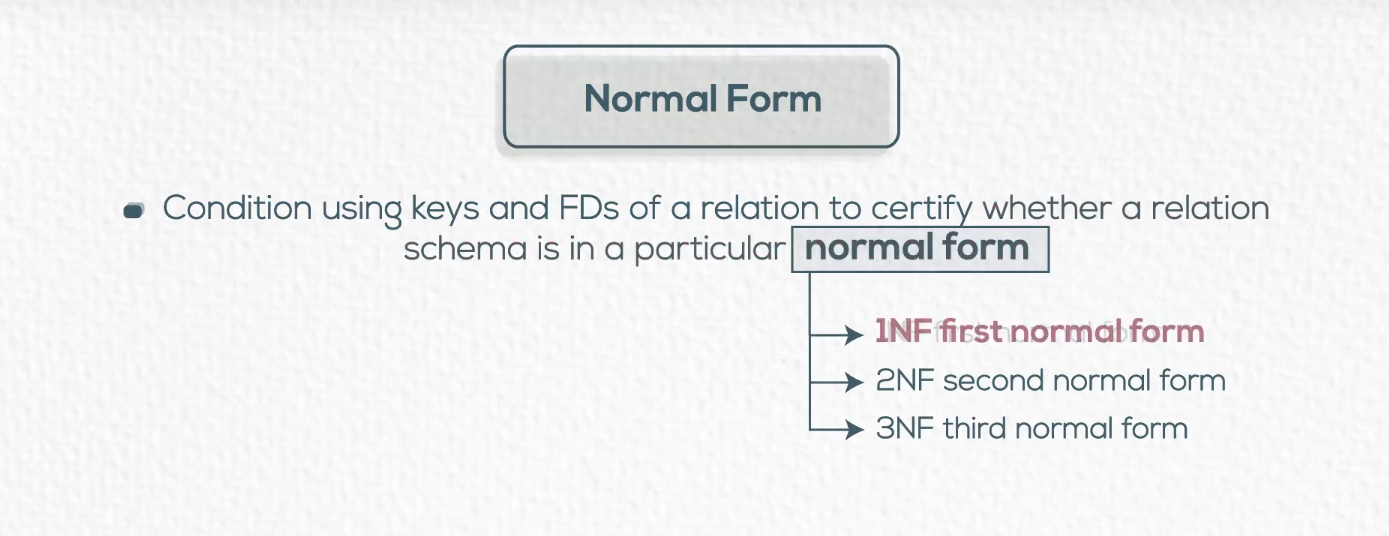 Normal Form
Condition using keys and FDs of a relation to certify whether a relation
schema is in a particular normal form
1NF first normal form
2NF second normal form
3NF third normal form